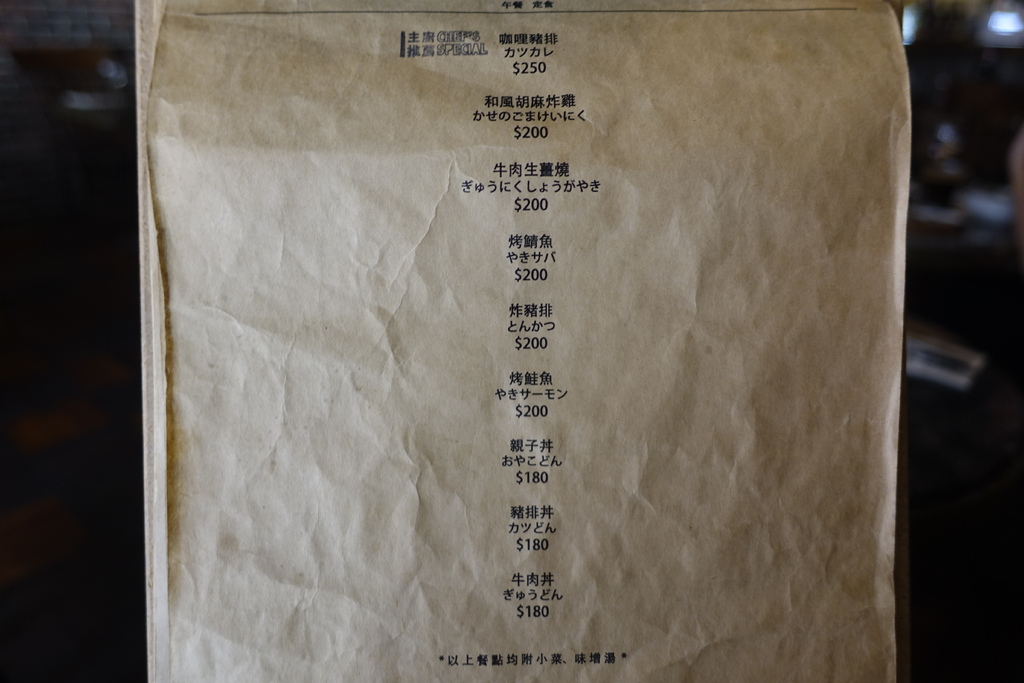 午餐 定食
主廚 CHEF'S
推薦 SPECIAL
咖哩豬排
カツカレ
$250
和風胡麻炸雞
かせのごまけいにく
$200
牛肉生薑燒
ぎゅうにくしょうがやき
$200
烤鯖魚
やきサバ
$200
炸豬排
とんかつ
$200
烤鮭魚
やきサーモン
$200
親子丼
おやこどん
$180
豬排丼
カツどん
$180
牛肉丼
ぎゅうどん
$180
*以上餐點均附小菜、味增湯*